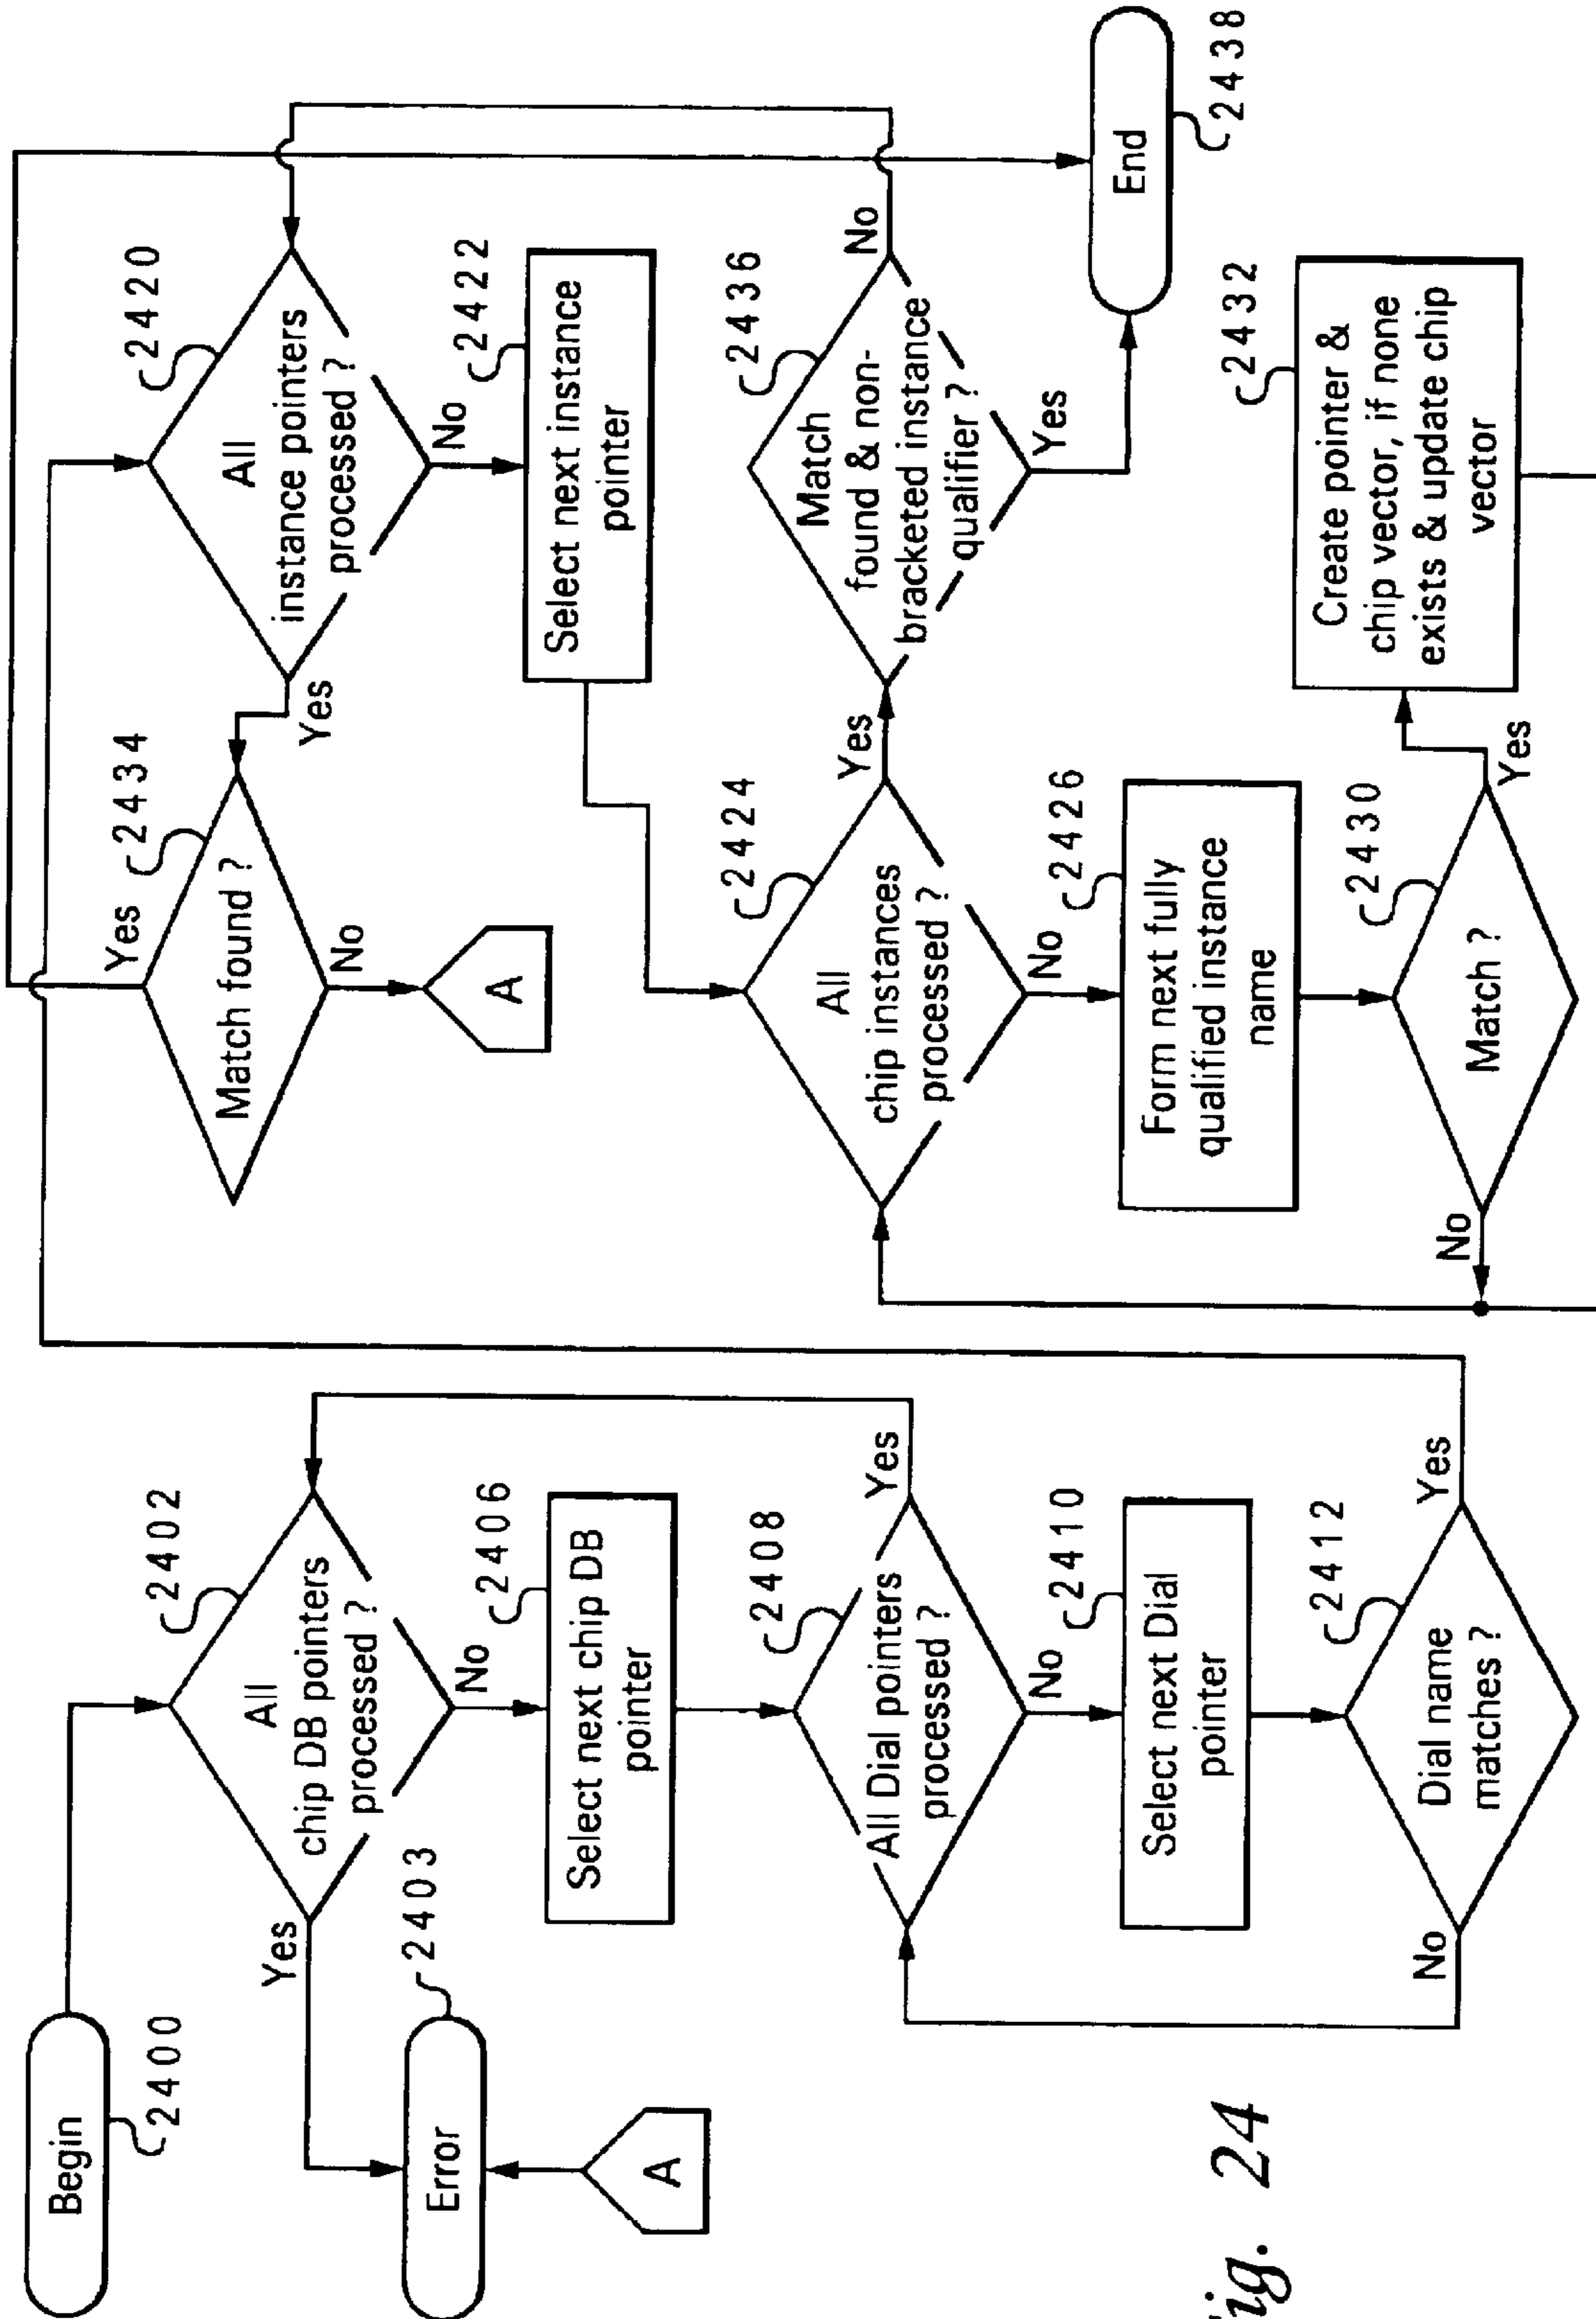 Begin
2400
All
chip DB pointers
processed ?
2402
Yes
No
Error
2403
A
Select next chip DB
pointer
2406
All Dial pointers
processed ?
2408
Yes
No
Select next Dial
pointer
2410
Dial name
matches ?
2412
No
Yes
Match found ?
2434
Yes
No
A
All
instance pointers
processed ?
2420
Yes
No
Select next instance
pointer
2422
All
chip instances
processed ?
2424
Yes
No
Match
found & non-
bracketed instance
qualifier ?
2436
No
Yes
Form next fully
qualified instance
name
2426
Match ?
2430
No
Yes
Create pointer &
chip vector, if none
exists & update chip
vector
2432
End
2438
Fig. 24